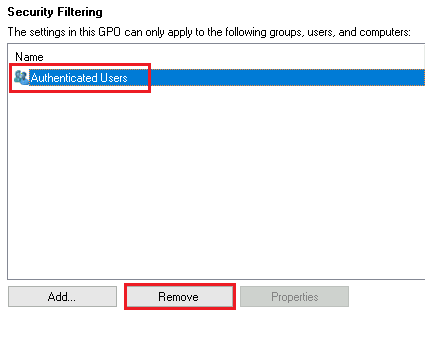 Security Filtering
The settings in this GPO can only apply to the following groups, users, and computers:
Name
Authenticated Users
Add... Remove Properties